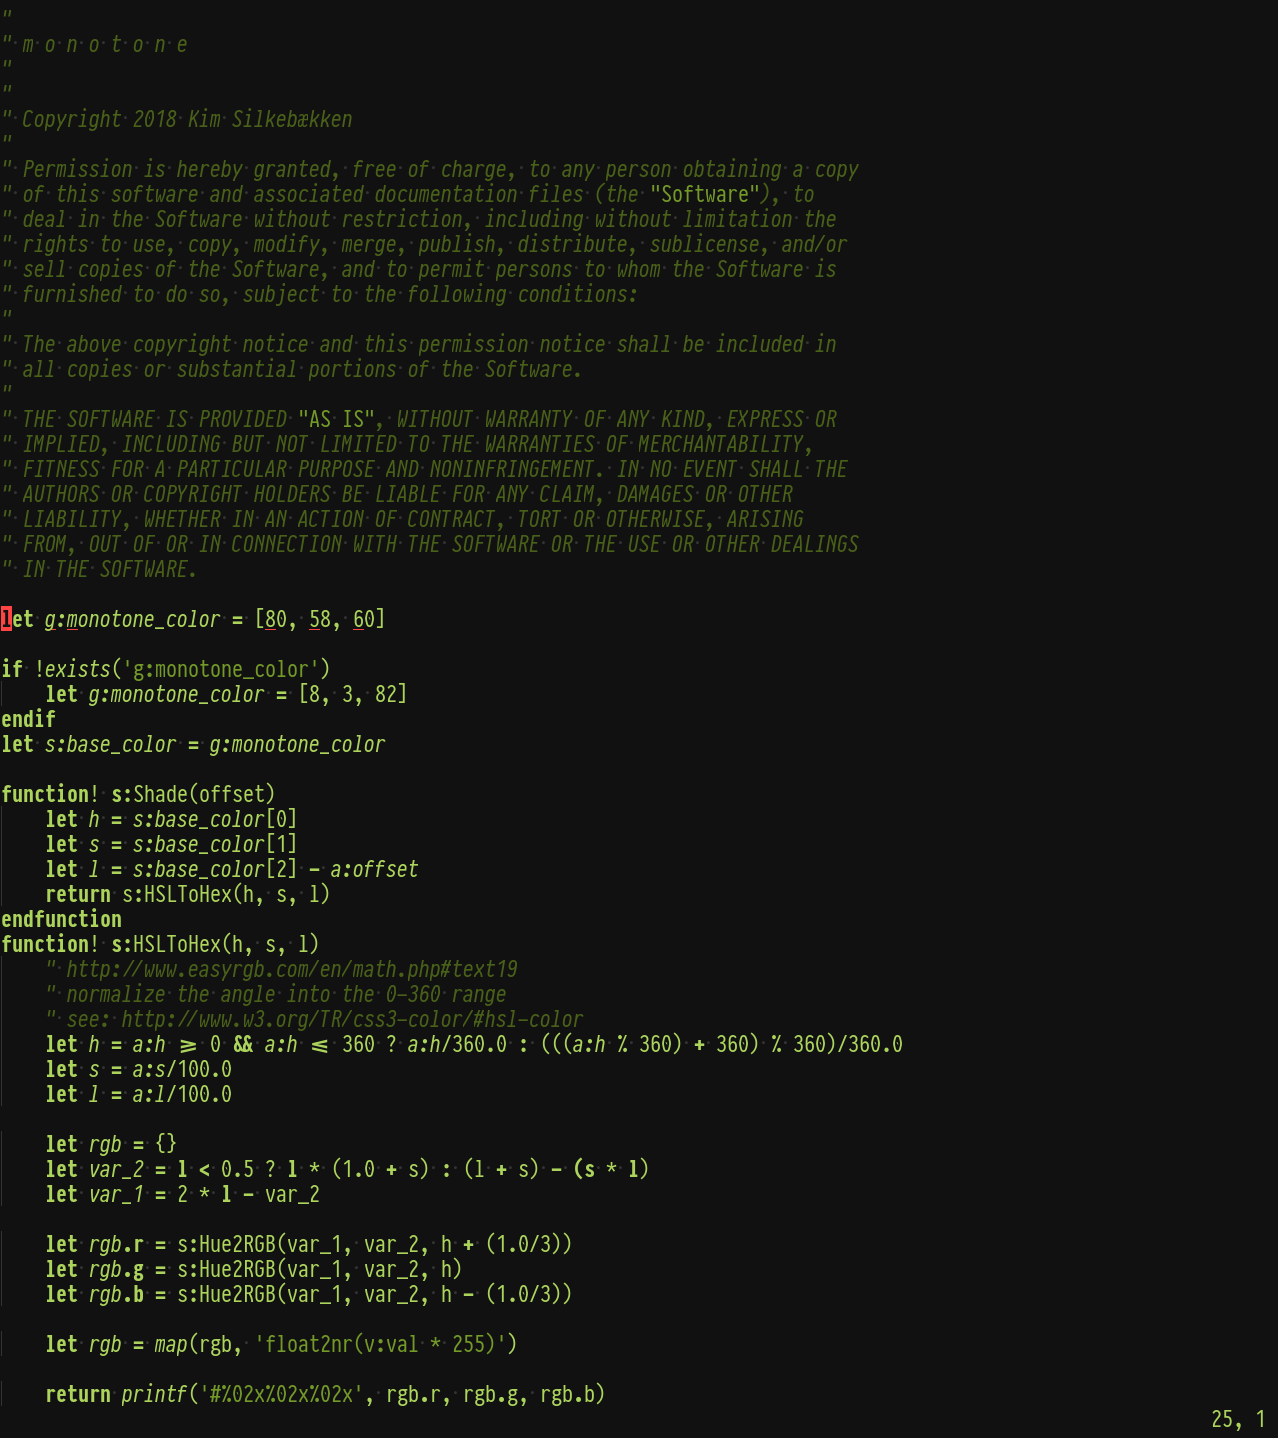 "
" m o n o t o n e
"
"
" Copyright 2018 Kim Silkebækken
"
" Permission is hereby granted, free of charge, to any person obtaining a copy
" of this software and associated documentation files (the "Software"), to
" deal in the Software without restriction, including without limitation the
" rights to use, copy, modify, merge, publish, distribute, sublicense, and/or
" sell copies of the Software, and to permit persons to whom the Software is
" furnished to do so, subject to the following conditions:
"
" The above copyright notice and this permission notice shall be included in
" all copies or substantial portions of the Software.
"
" THE SOFTWARE IS PROVIDED "AS IS", WITHOUT WARRANTY OF ANY KIND, EXPRESS OR
" IMPLIED, INCLUDING BUT NOT LIMITED TO THE WARRANTIES OF MERCHANTABILITY,
" FITNESS FOR A PARTICULAR PURPOSE AND NONINFRINGEMENT. IN NO EVENT SHALL THE
" AUTHORS OR COPYRIGHT HOLDERS BE LIABLE FOR ANY CLAIM, DAMAGES OR OTHER
" LIABILITY, WHETHER IN AN ACTION OF CONTRACT, TORT OR OTHERWISE, ARISING
" FROM, OUT OF OR IN CONNECTION WITH THE SOFTWARE OR THE USE OR OTHER DEALINGS
" IN THE SOFTWARE.

let g:monotone_color = [80, 58, 60]

if !exists('g:monotone_color')
    let g:monotone_color = [8, 3, 82]
endif
let s:base_color = g:monotone_color

function! s:Shade(offset)
    let h = s:base_color[0]
    let s = s:base_color[1]
    let l = s:base_color[2] - a:offset
    return s:HSLToHex(h, s, l)
endfunction
function! s:HSLToHex(h, s, l)
    " http://www.easyrgb.com/en/math.php#text19
    " normalize the angle into the 0-360 range
    " see: http://www.w3.org/TR/css3-color/#hsl-color
    let h = a:h ⩾ 0 && a:h ⩽ 360 ? a:h/360.0 : (((a:h % 360) + 360) % 360)/360.0
    let s = a:s/100.0
    let l = a:l/100.0

    let rgb = {}
    let var_2 = l < 0.5 ? l * (1.0 + s) : (l + s) - (s * l)
    let var_1 = 2 * l - var_2

    let rgb.r = s:Hue2RGB(var_1, var_2, h + (1.0/3))
    let rgb.g = s:Hue2RGB(var_1, var_2, h)
    let rgb.b = s:Hue2RGB(var_1, var_2, h - (1.0/3))

    let rgb = map(rgb, 'float2nr(v:val * 255)')

    return printf('#%02x%02x%02x', rgb.r, rgb.g, rgb.b)
25, 1